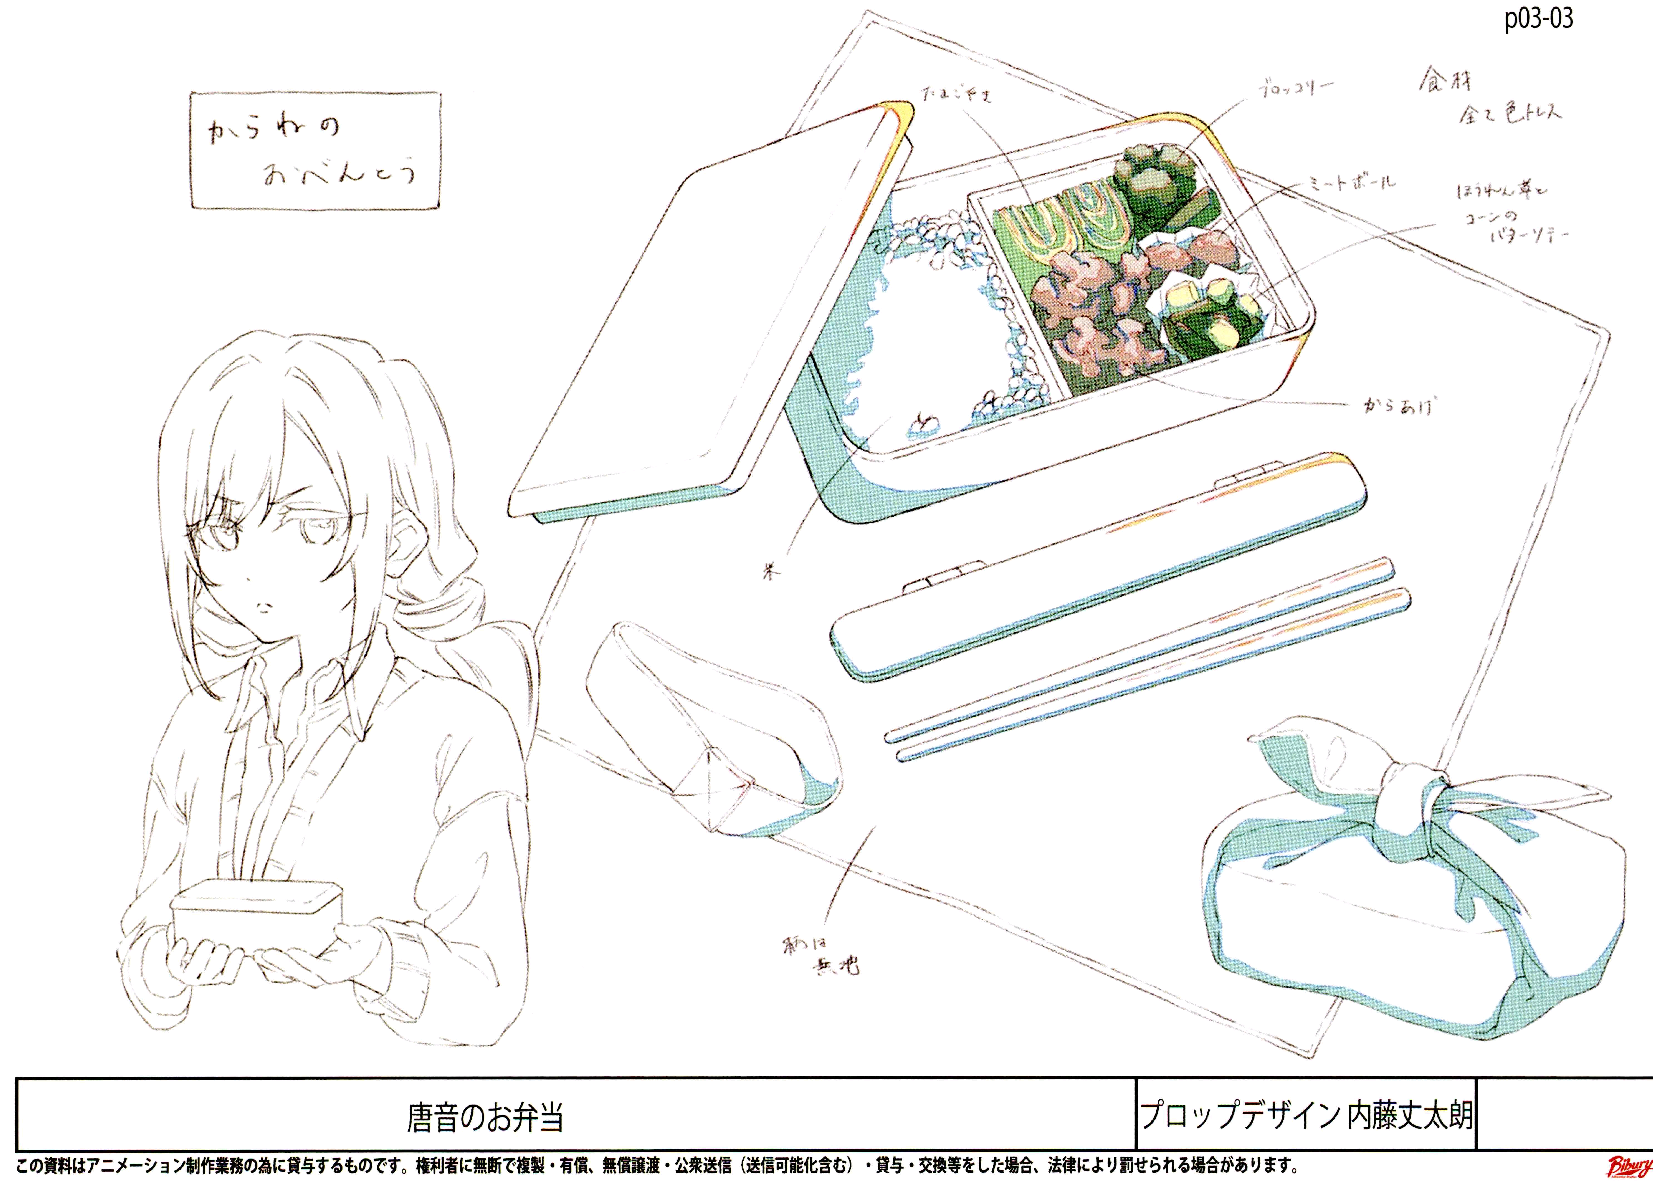 p03-03
からねの
おべんとう
たまごやき
ブロッコリー
食材
全て色トレス
ミートボール
ほうれん草と
コーンの
バターソテー
からあげ
米
柄は
無地
唐音のお弁当
プロップデザイン 内藤丈太朗
この資料はアニメーション制作業務の為に貸与するものです。権利者に無断で複製・有償、無償譲渡・公衆送信（送信可能化含む）・貸与・交換等をした場合、法律により罰せられる場合があります。
Bibury